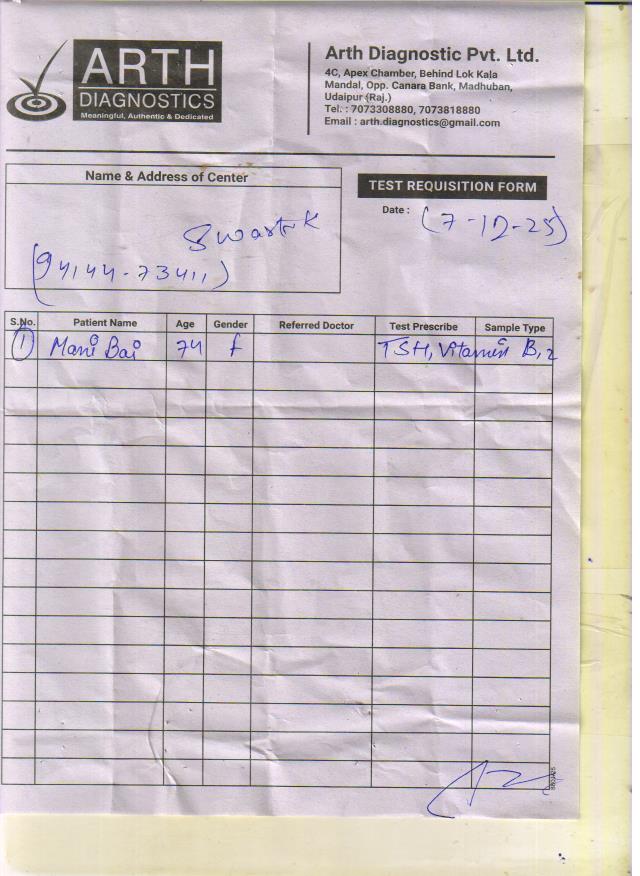 ARTH
DIAGNOSTICS
Meaningful, Authentic & Dedicated
Arth Diagnostic Pvt. Ltd.
4C, Apex Chamber, Behind Lok Kala
Mandal, Opp. Canara Bank, Madhuban,
Udaipur (Raj.)
Tel. : 7073308880, 7073818880
Email : arth.diagnostics@gmail.com
Name & Address of Center
TEST REQUISITION FORM
Date : (7-12-25)
Swastik
(94144-73411)
S.No. Patient Name Age Gender Referred Doctor Test Prescribe Sample Type
1 Mani Bai 74 f TSH, Vitamin B12